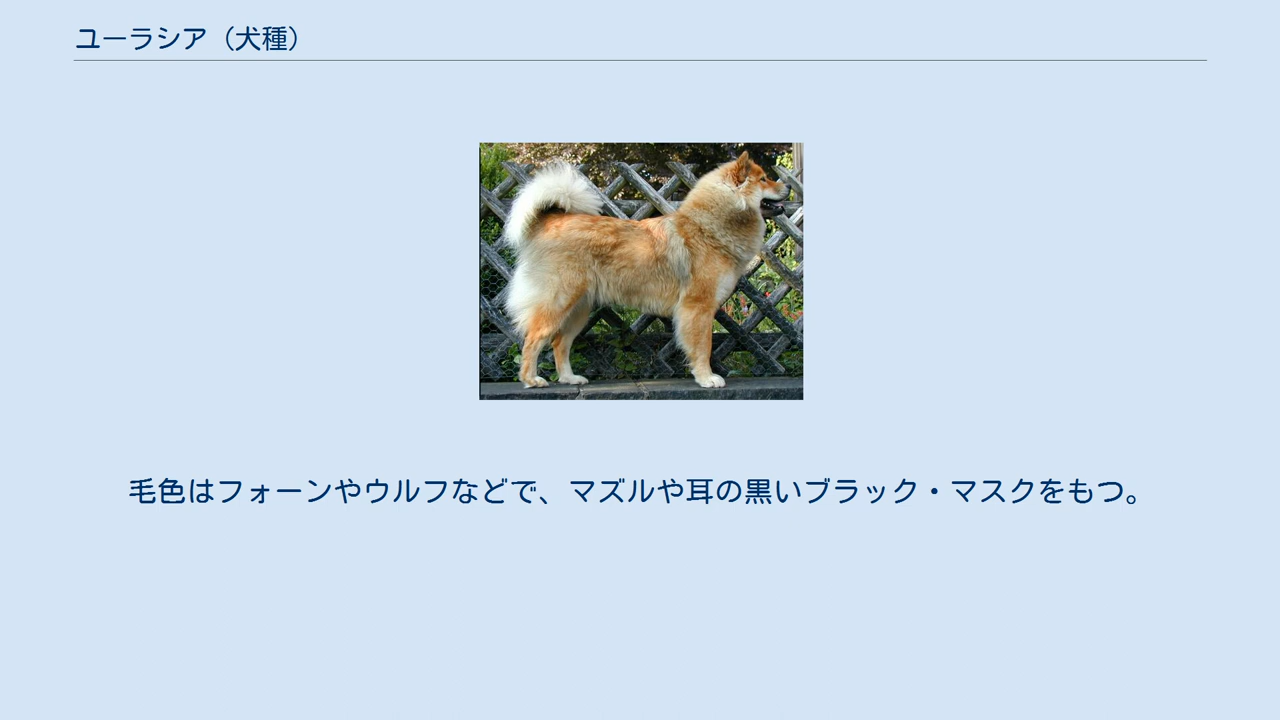 ユーラシア（犬種）
毛色はフォーンやウルフなどで、マズルや耳の黒いブラック・マスクをもつ。